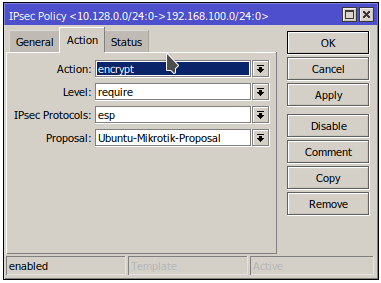 IPsec Policy <10.128.0.0/24:0->192.168.100.0/24:0>
General Action Status
Action: encrypt
Level: require
IPsec Protocols: esp
Proposal: Ubuntu-Mikrotik-Proposal
OK
Cancel
Apply
Disable
Comment
Copy
Remove
enabled Template Active